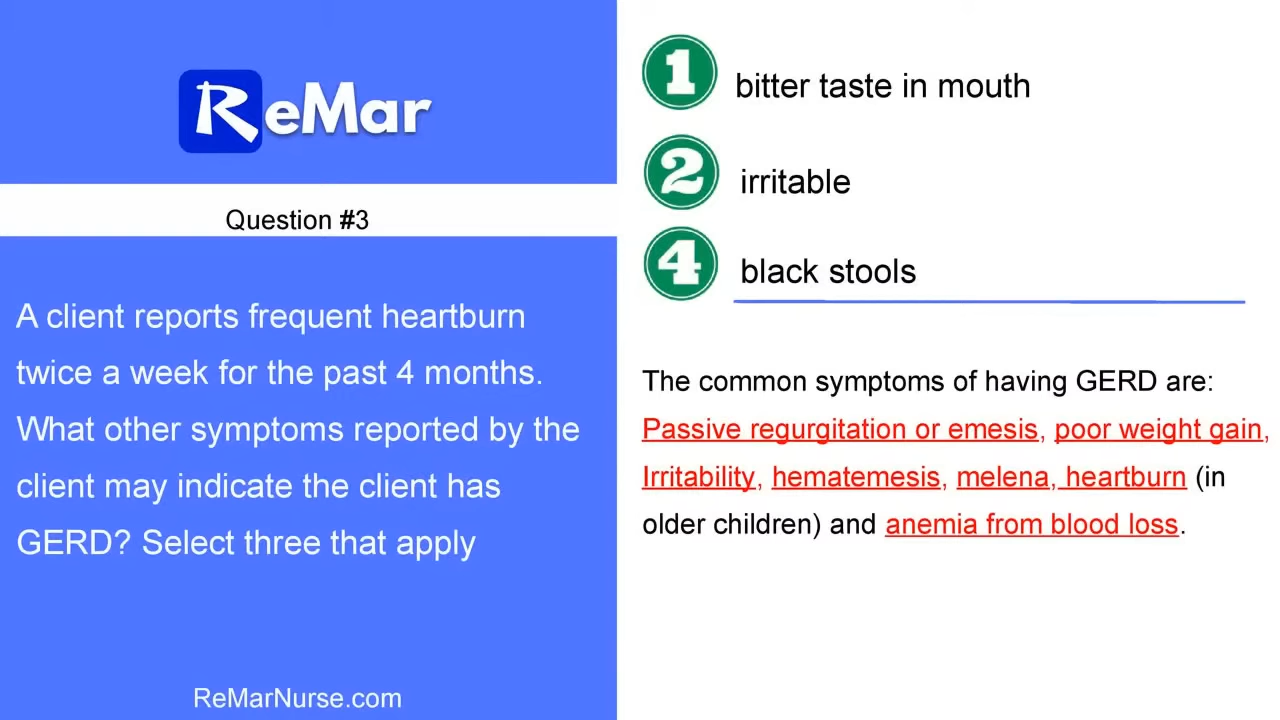 ReMar
Question #3
A client reports frequent heartburn
twice a week for the past 4 months.
What other symptoms reported by the
client may indicate the client has
GERD? Select three that apply
ReMarNurse.com
1 bitter taste in mouth
2 irritable
4 black stools
The common symptoms of having GERD are:
Passive regurgitation or emesis, poor weight gain,
Irritability, hematemesis, melena, heartburn (in
older children) and anemia from blood loss.